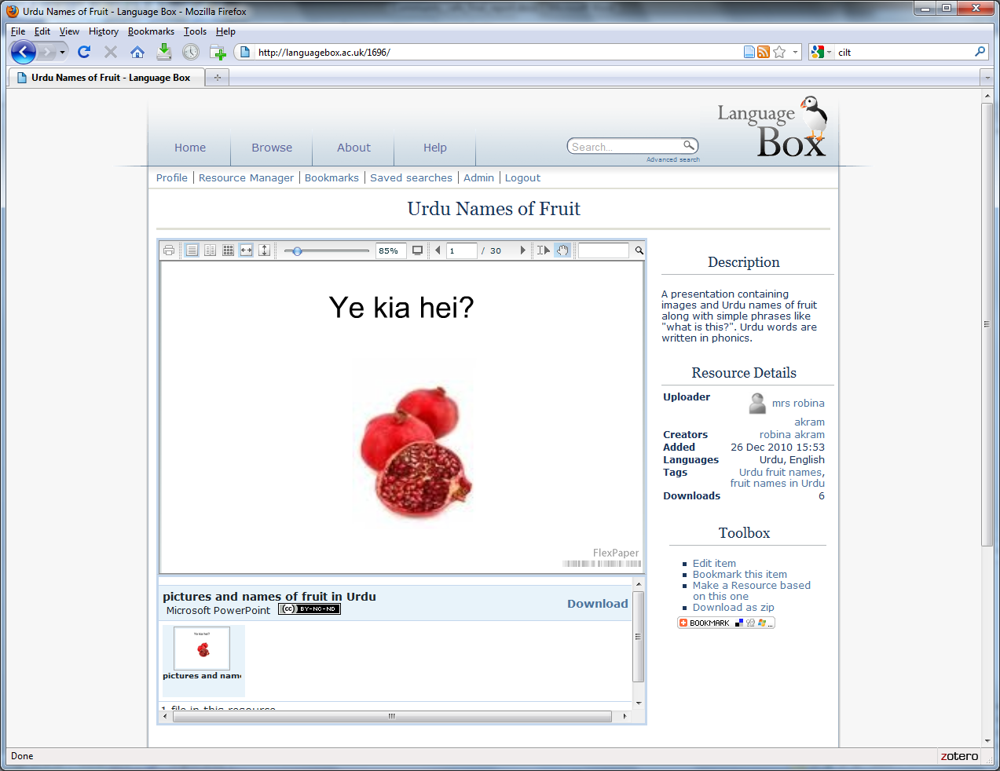 Urdu Names of Fruit - Language Box - Mozilla Firefox
File Edit View History Bookmarks Tools Help
http://languagebox.ac.uk/1696/
cilt
Urdu Names of Fruit - Language Box
Language
Box
Home Browse About Help
Search...
Advanced search
Profile | Resource Manager | Bookmarks | Saved searches | Admin | Logout
Urdu Names of Fruit
85% 1 / 30
Ye kia hei?
FlexPaper
pictures and names of fruit in Urdu
Microsoft PowerPoint
cc BY-NC-ND
Download
Ye kia hei?
pictures and name
1 file in this resource
Description
A presentation containing
images and Urdu names of fruit
along with simple phrases like
"what is this?". Urdu words are
written in phonics.
Resource Details
Uploader mrs robina
akram
Creators robina akram
Added 26 Dec 2010 15:53
Languages Urdu, English
Tags Urdu fruit names,
fruit names in Urdu
Downloads 6
Toolbox
Edit item
Bookmark this item
Make a Resource based
on this one
Download as zip
BOOKMARK
Done
zotero